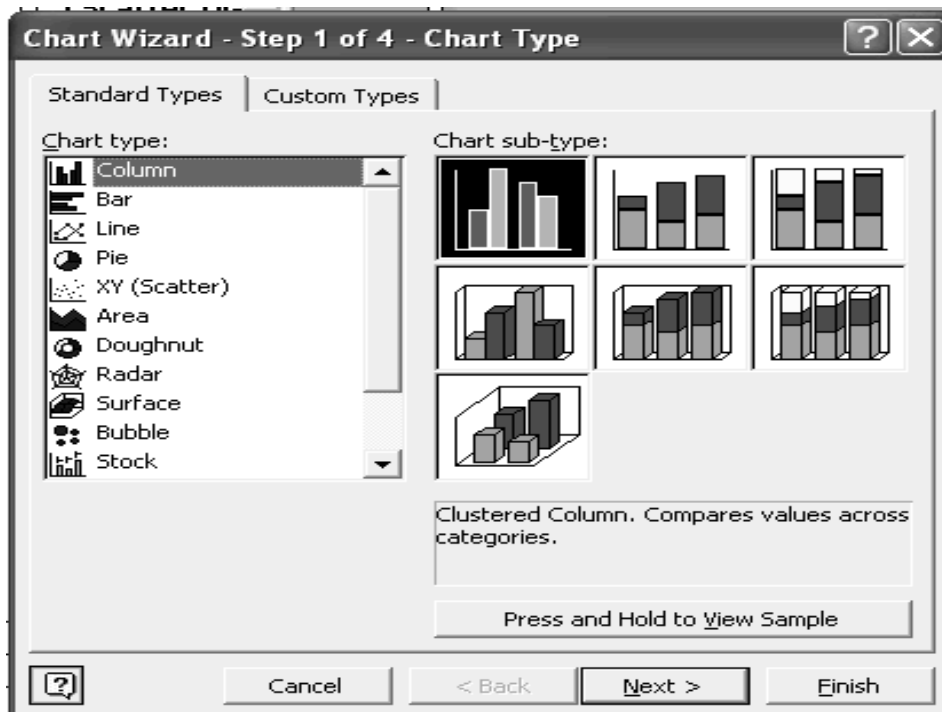 Chart Wizard - Step 1 of 4 - Chart Type
Standard Types
Custom Types
Chart type:
Column
Bar
Line
Pie
XY (Scatter)
Area
Doughnut
Radar
Surface
Bubble
Stock
Chart sub-type:
Clustered Column. Compares values across
categories.
Press and Hold to View Sample
Cancel
< Back
Next >
Finish